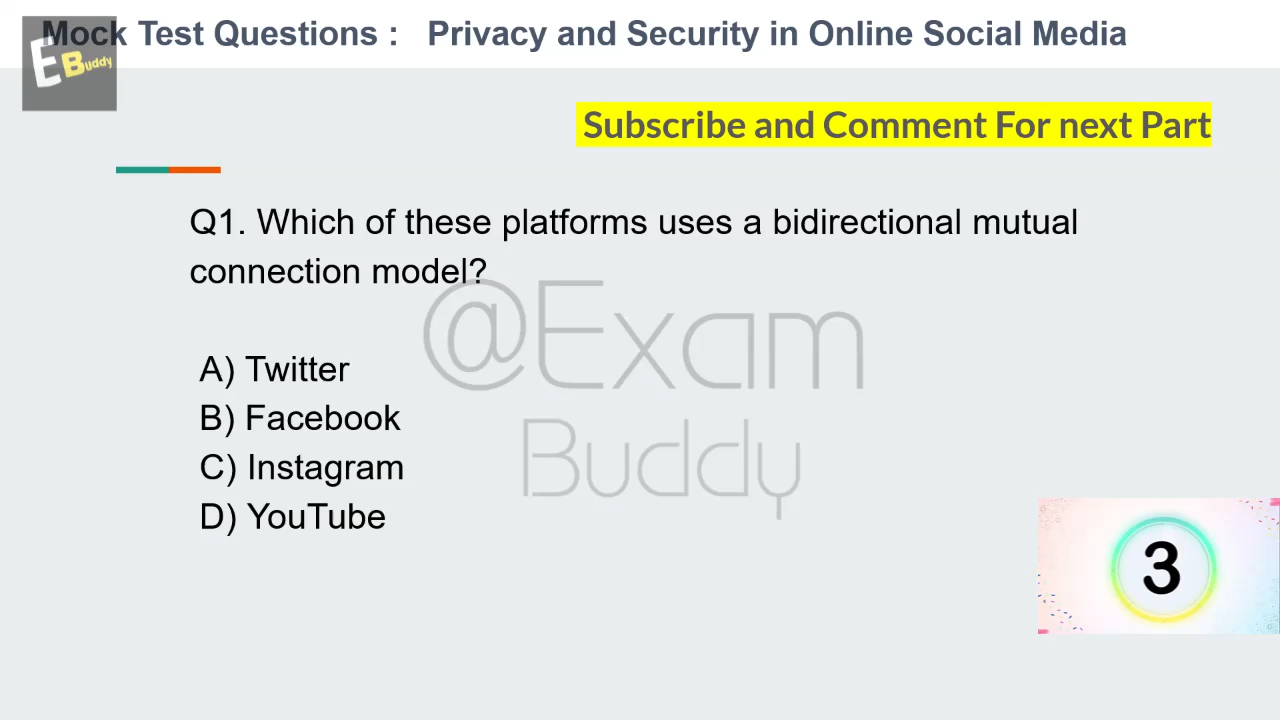 Mock Test Questions : Privacy and Security in Online Social Media
E Buddy
Subscribe and Comment For next Part
Q1. Which of these platforms uses a bidirectional mutual
connection model?
@Exam
Buddy
A) Twitter
B) Facebook
C) Instagram
D) YouTube
3